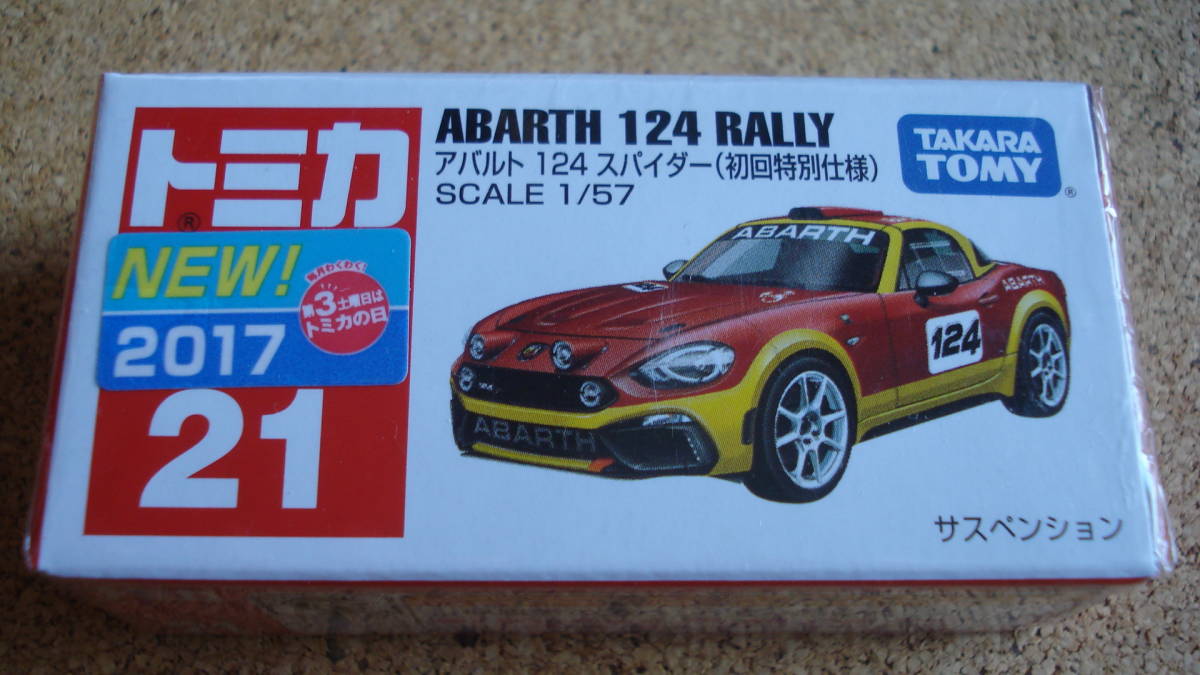 トミカ
®
NEW!
2017
毎月わくわく!
第3土曜日は
トミカの日
21
ABARTH 124 RALLY
アバルト 124 スパイダー(初回特別仕様)
SCALE 1/57
TAKARA
TOMY
®
ABARTH
ABARTH
124
124
ABARTH
サスペンション